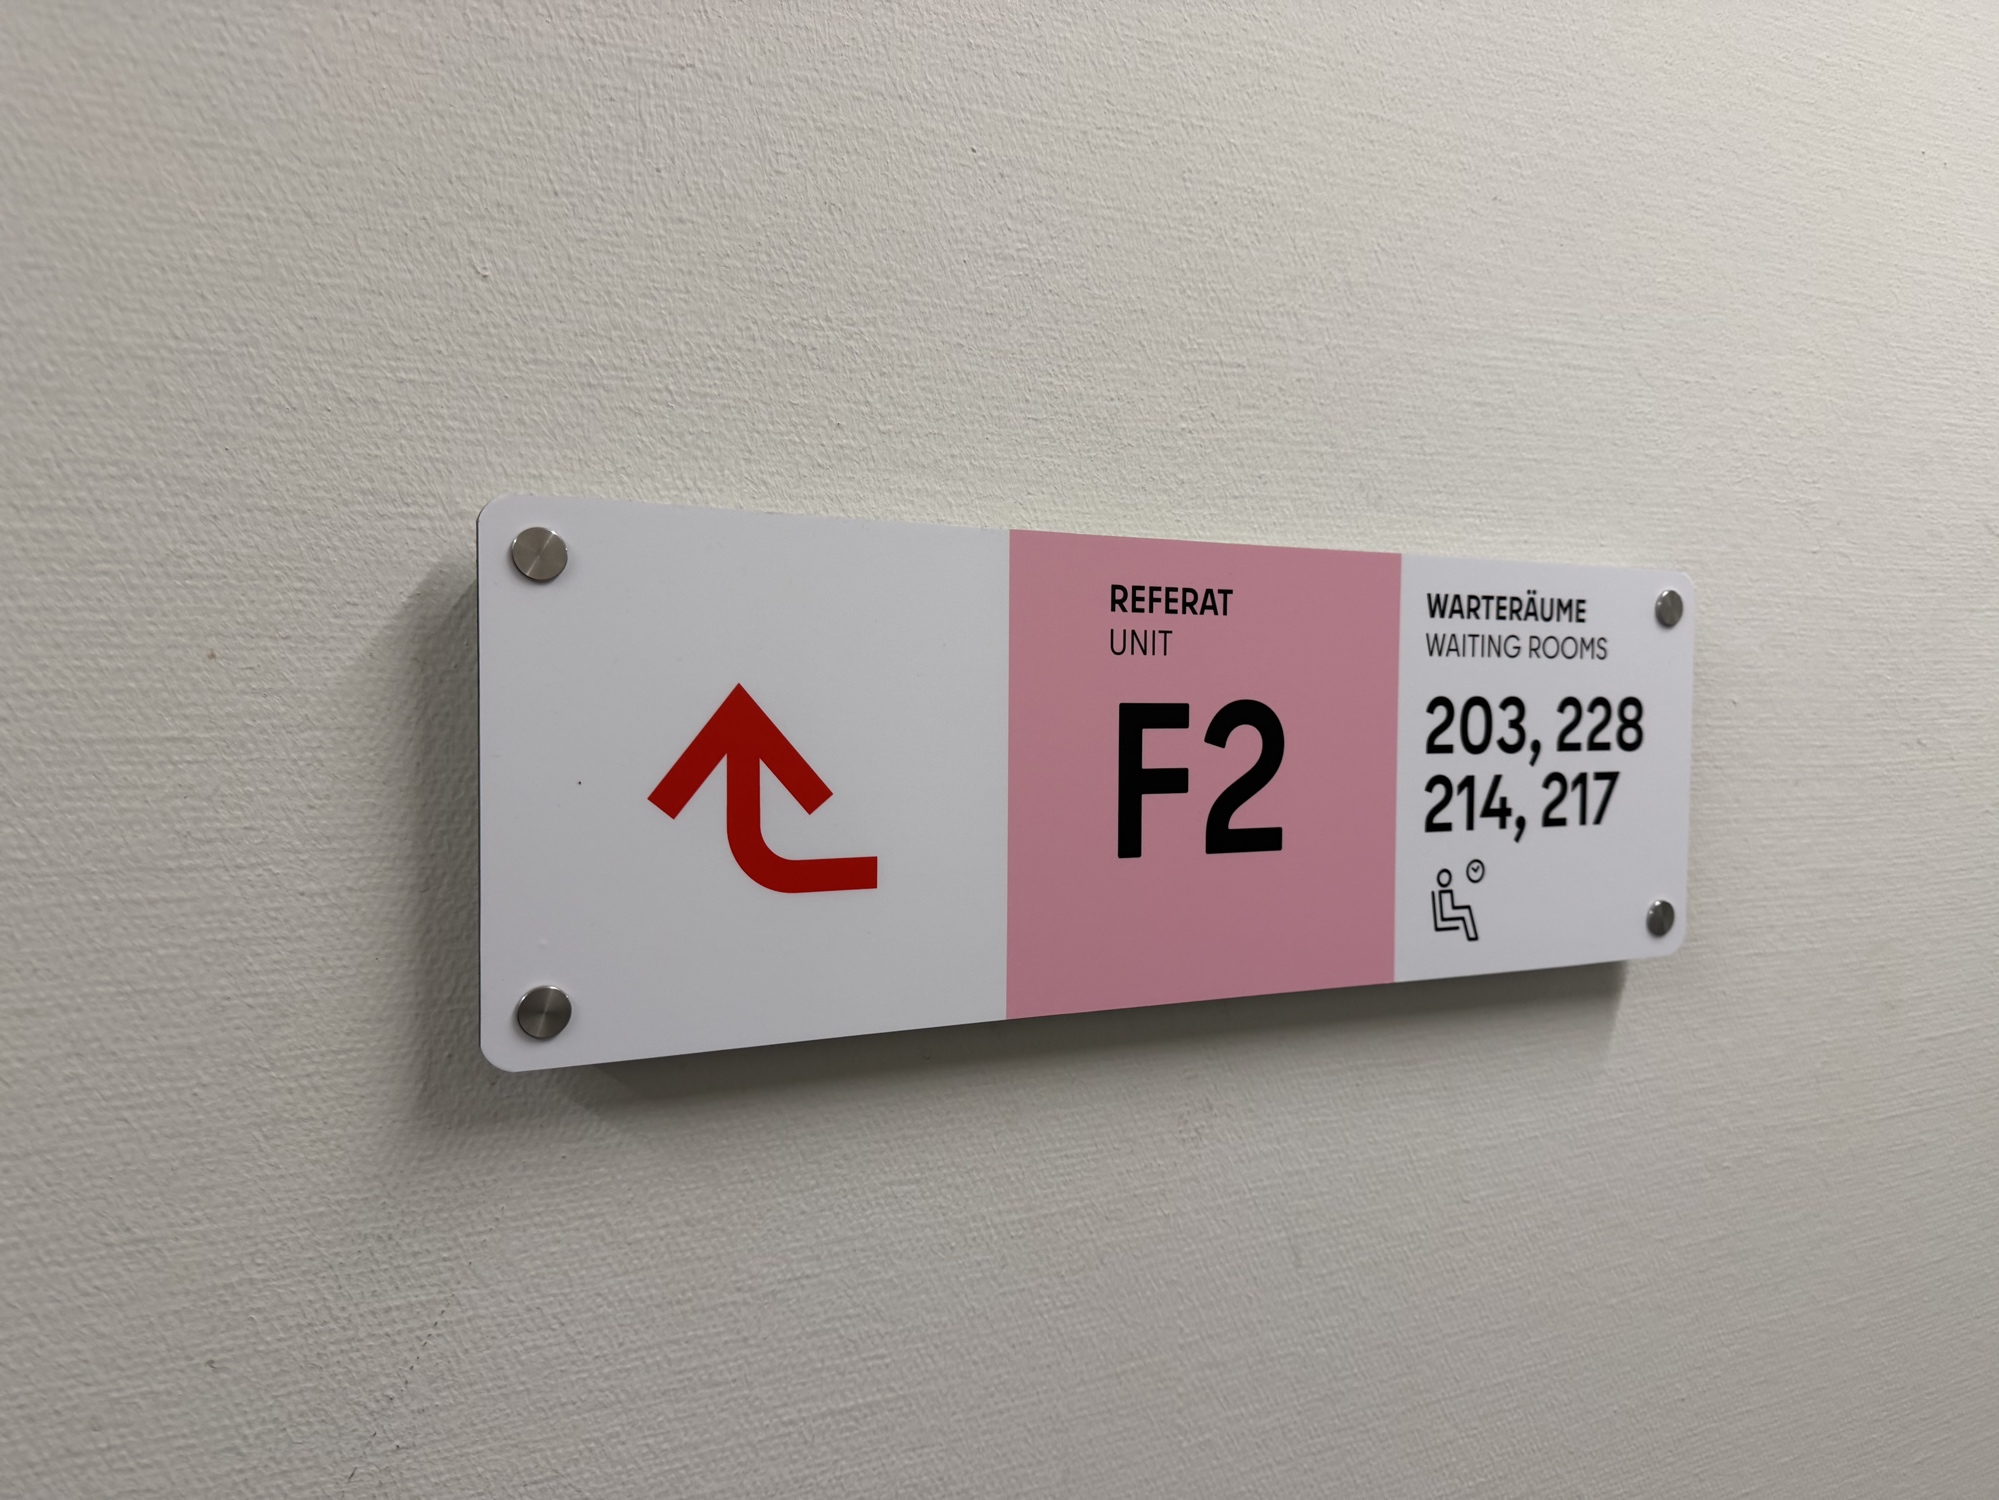 REFERAT
UNIT
F2
WARTERÄUME
WAITING ROOMS
203, 228
214, 217